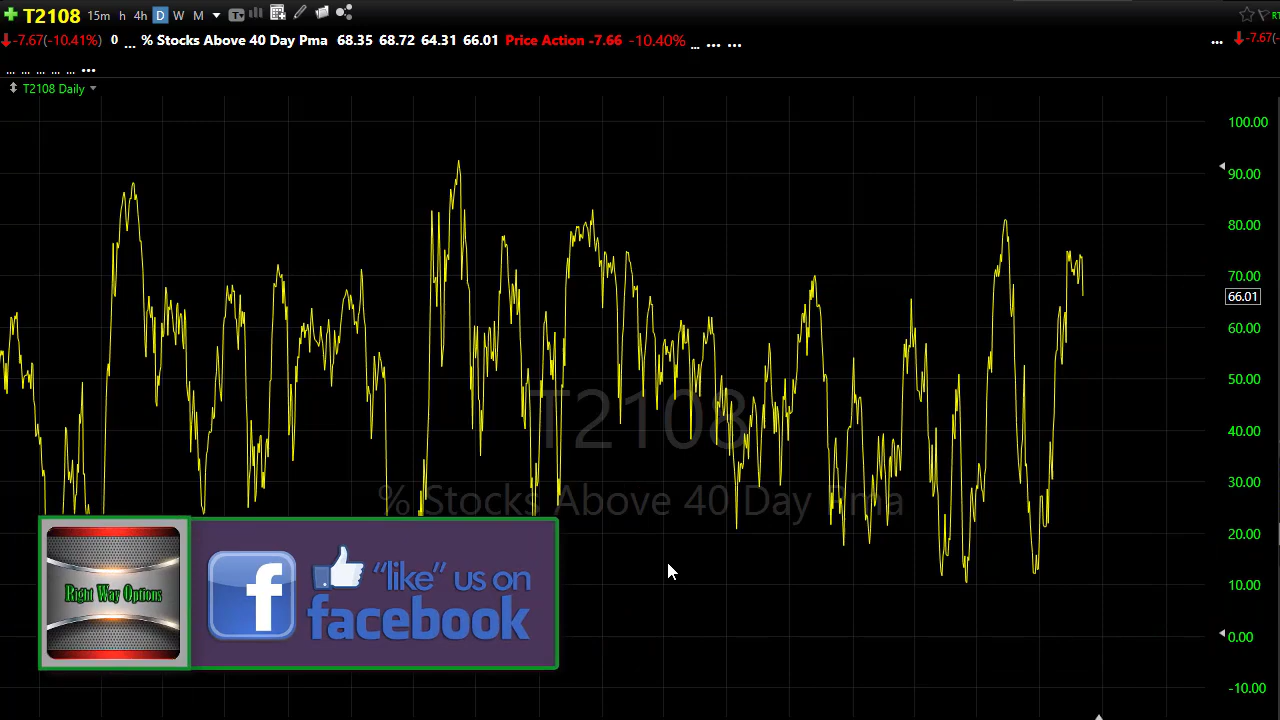 T2108 15m h 4h D W M
-7.67(-10.41%) 0 ... % Stocks Above 40 Day Pma 68.35 68.72 64.31 66.01 Price Action -7.66 -10.40% ... ... ... ... -7.67(-
... ... ... ... ... ...
T2108 Daily
100.00
90.00
80.00
70.00
66.01
60.00
50.00
40.00
30.00
20.00
10.00
0.00
-10.00
T2108
% Stocks Above 40 Day Pma
Right Way Options
f
"like" us on
facebook